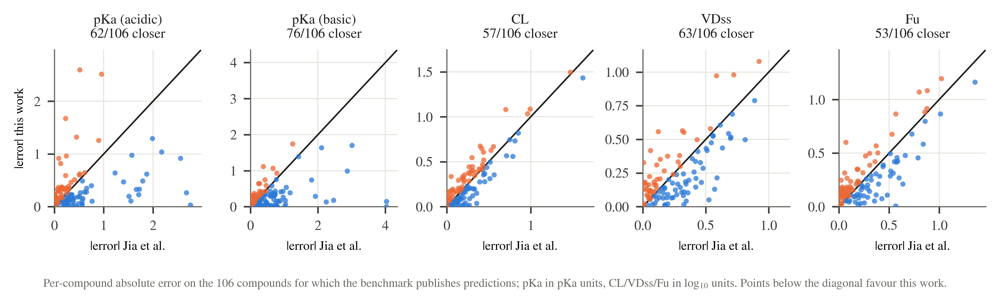 pKa (acidic)
62/106 closer
pKa (basic)
76/106 closer
CL
57/106 closer
VDss
63/106 closer
Fu
53/106 closer
|error| this work
2
1
0
0
1
2
|error| Jia et al.
4
3
2
1
0
0
2
4
|error| Jia et al.
1.5
1.0
0.5
0.0
0
1
|error| Jia et al.
1.00
0.75
0.50
0.25
0.00
0.0
0.5
1.0
|error| Jia et al.
1.0
0.5
0.0
0.0
0.5
1.0
|error| Jia et al.
Per-compound absolute error on the 106 compounds for which the benchmark publishes predictions; pKa in pKa units, CL/VDss/Fu in log₁₀ units. Points below the diagonal favour this work.